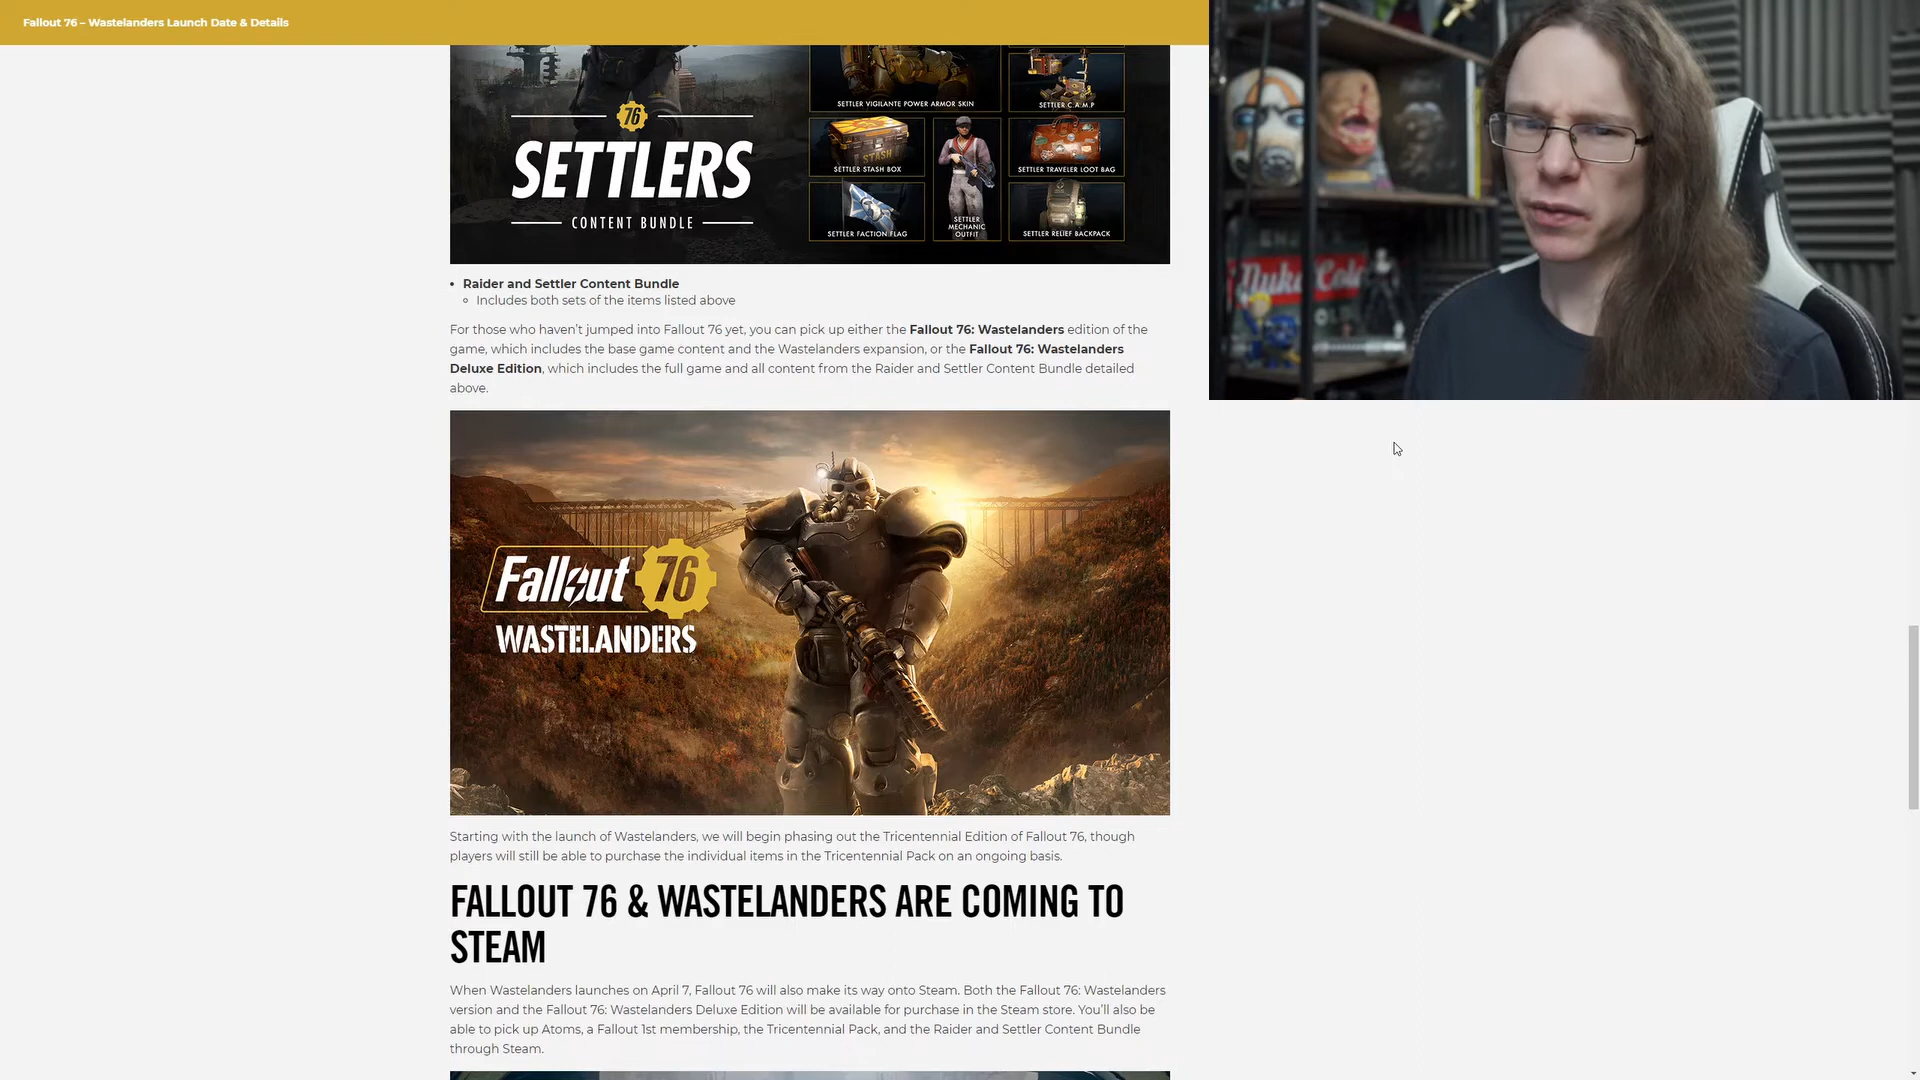 Fallout 76 – Wastelanders Launch Date & Details
SETTLER VIGILANTE POWER ARMOR SKIN
SETTLER C.A.M.P
76
SETTLERS
CONTENT BUNDLE
STASH
SETTLER STASH BOX
SETTLER TRAVELER LOOT BAG
SETTLER FACTION FLAG
SETTLER
MECHANIC
OUTFIT
SETTLER RELIEF BACKPACK
Nuka Cola
• Raider and Settler Content Bundle
Includes both sets of the items listed above
For those who haven't jumped into Fallout 76 yet, you can pick up either the Fallout 76: Wastelanders edition of the
game, which includes the base game content and the Wastelanders expansion, or the Fallout 76: Wastelanders
Deluxe Edition, which includes the full game and all content from the Raider and Settler Content Bundle detailed
above.
Fallout 76
WASTELANDERS
Starting with the launch of Wastelanders, we will begin phasing out the Tricentennial Edition of Fallout 76, though
players will still be able to purchase the individual items in the Tricentennial Pack on an ongoing basis.
FALLOUT 76 & WASTELANDERS ARE COMING TO
STEAM
When Wastelanders launches on April 7, Fallout 76 will also make its way onto Steam. Both the Fallout 76: Wastelanders
version and the Fallout 76: Wastelanders Deluxe Edition will be available for purchase in the Steam store. You'll also be
able to pick up Atoms, a Fallout 1st membership, the Tricentennial Pack, and the Raider and Settler Content Bundle
through Steam.